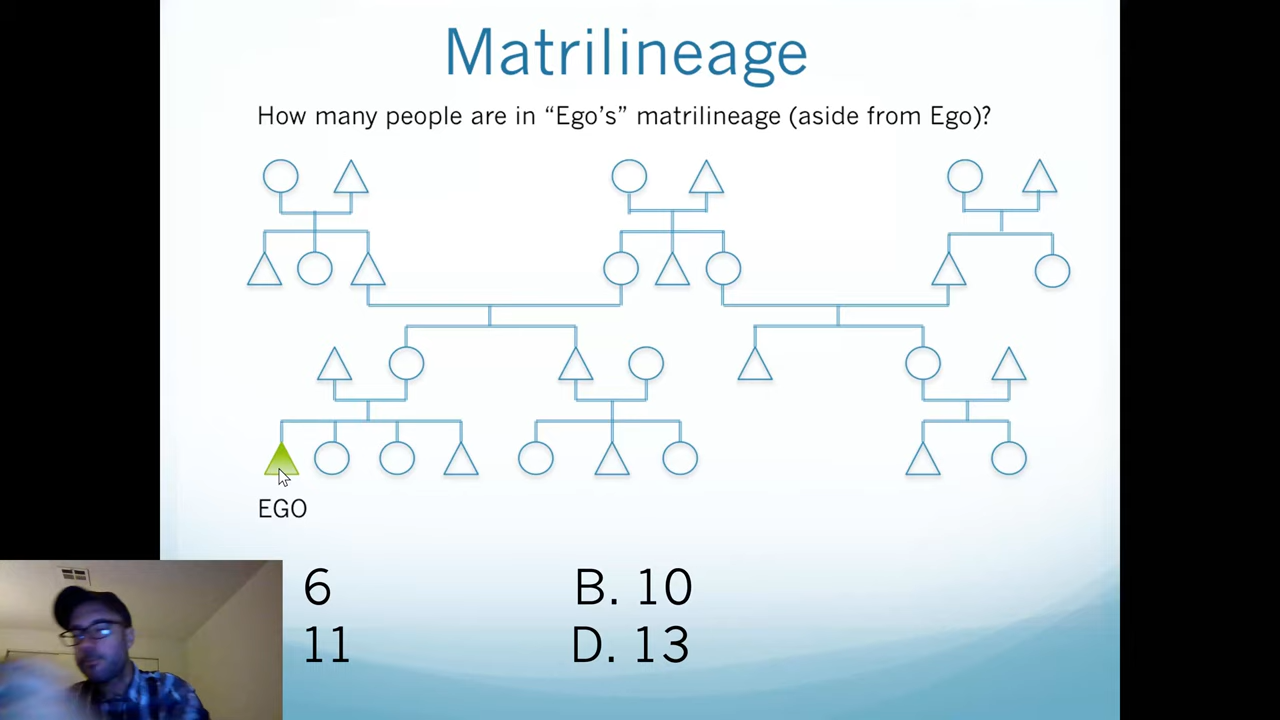 Matrilineage
How many people are in “Ego’s” matrilineage (aside from Ego)?
EGO
6 B. 10
11 D. 13